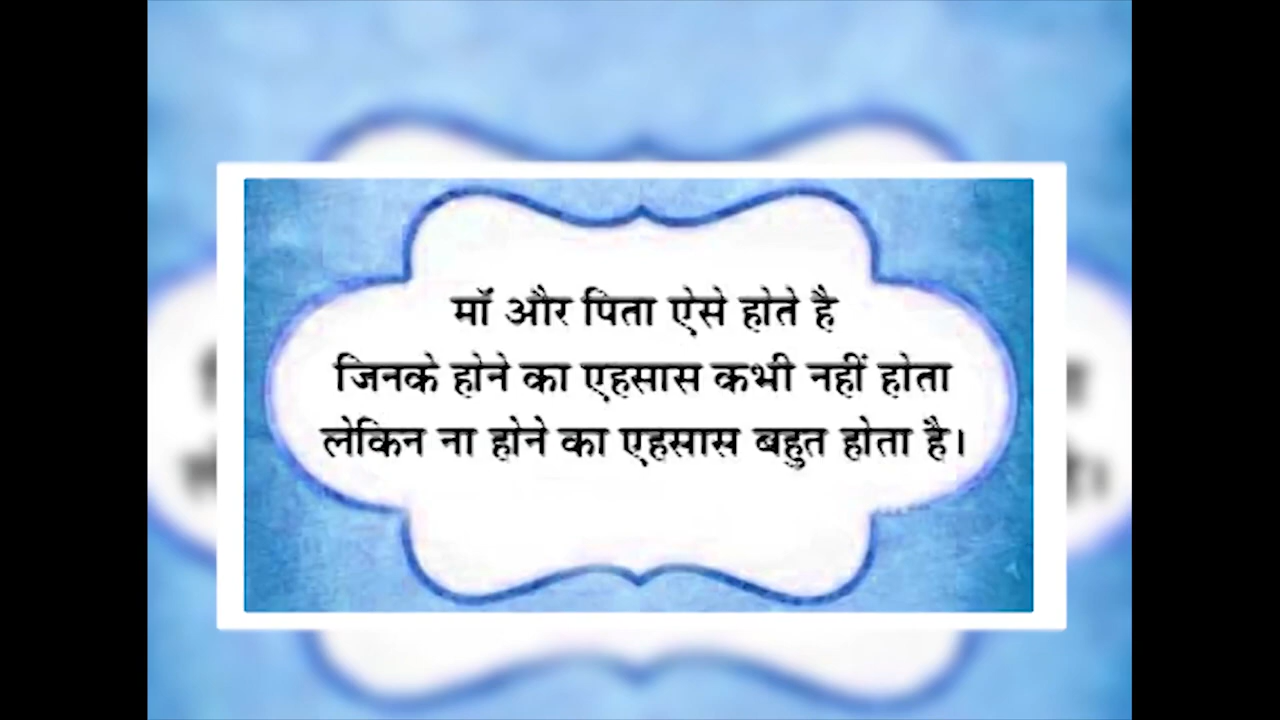 मॉ और पिता ऐसे होते है
जिनके होने का एहसास कभी नहीं होता
लेकिन ना होने का एहसास बहुत होता है।